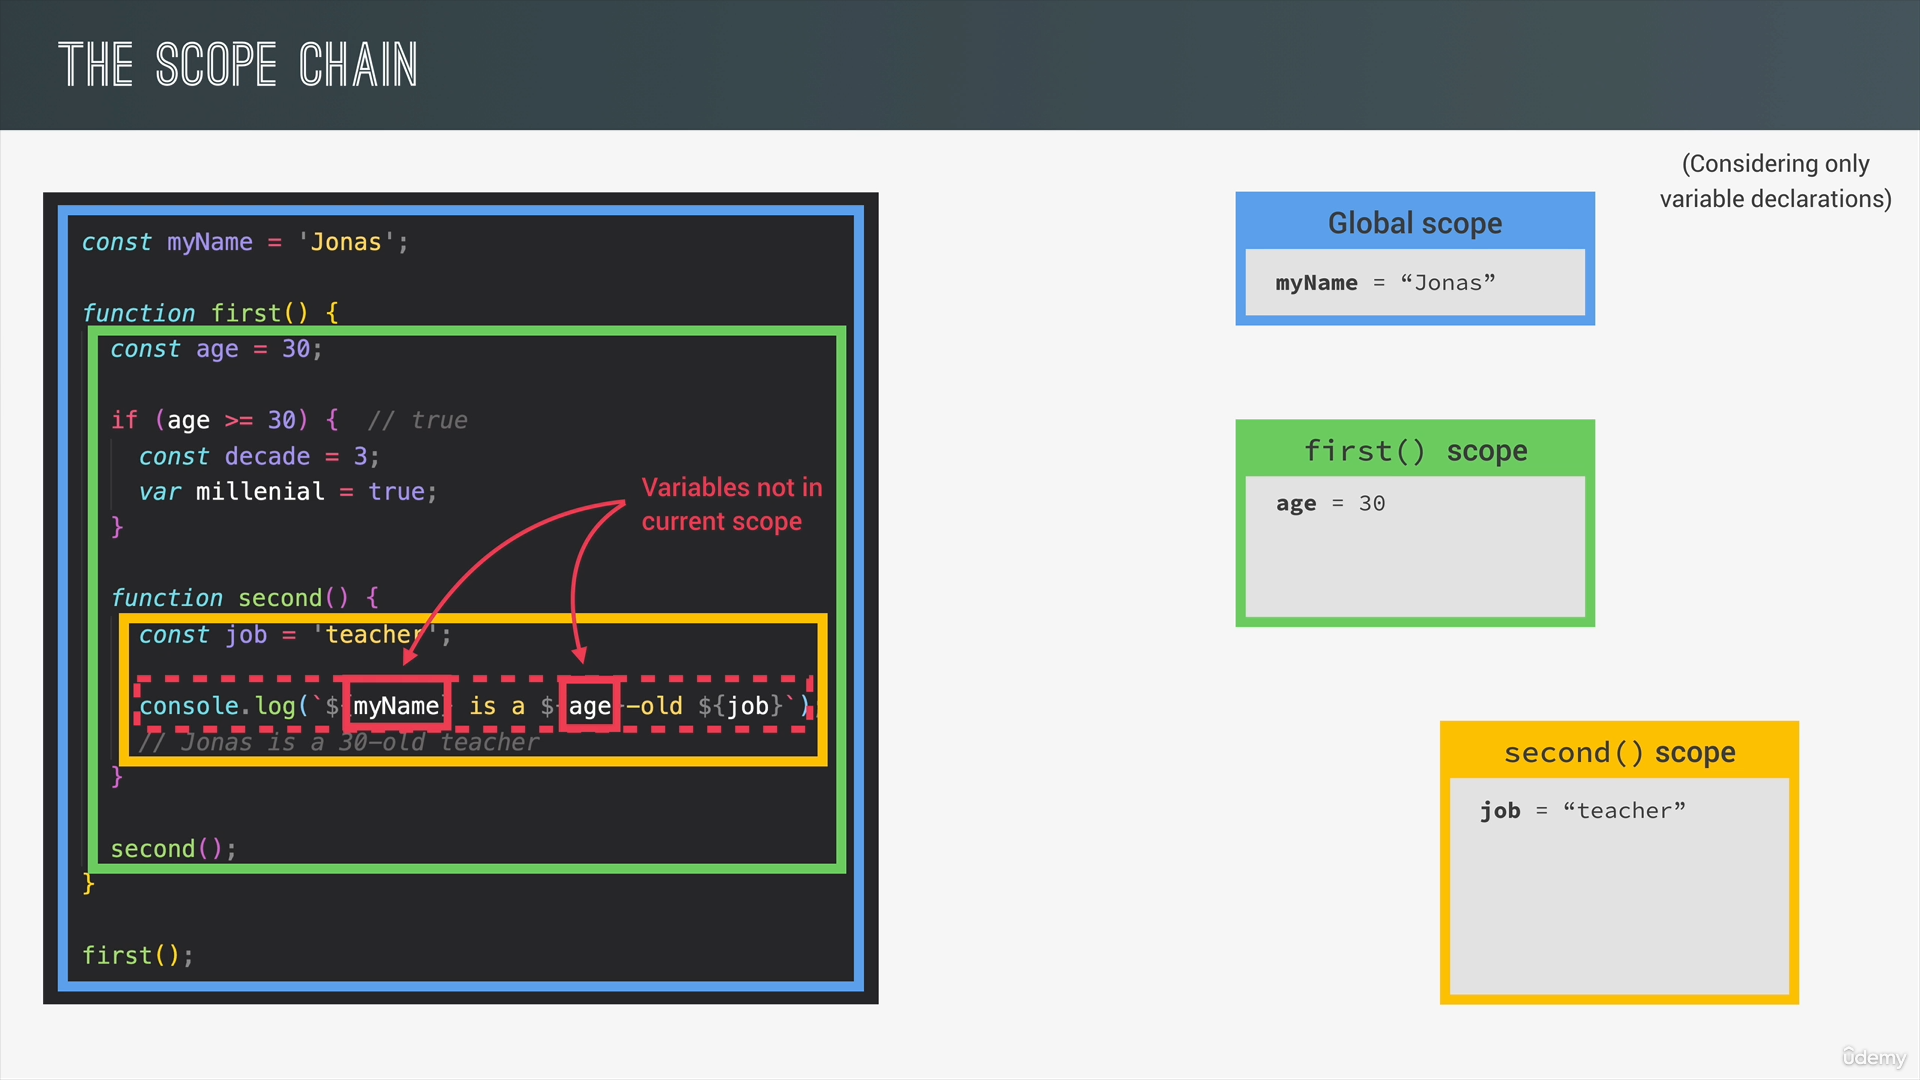 THE SCOPE CHAIN
(Considering only
variable declarations)
const myName = 'Jonas';
function first() {
const age = 30;
if (age >= 30) { // true
const decade = 3;
var millenial = true;
}
function second() {
const job = 'teacher';
console.log(`${myName} is a ${age}-old ${job}`);
// Jonas is a 30-old teacher
}
second();
}
first();
Variables not in
current scope
Global scope
myName = “Jonas”
first() scope
age = 30
second() scope
job = “teacher”
ûdemy